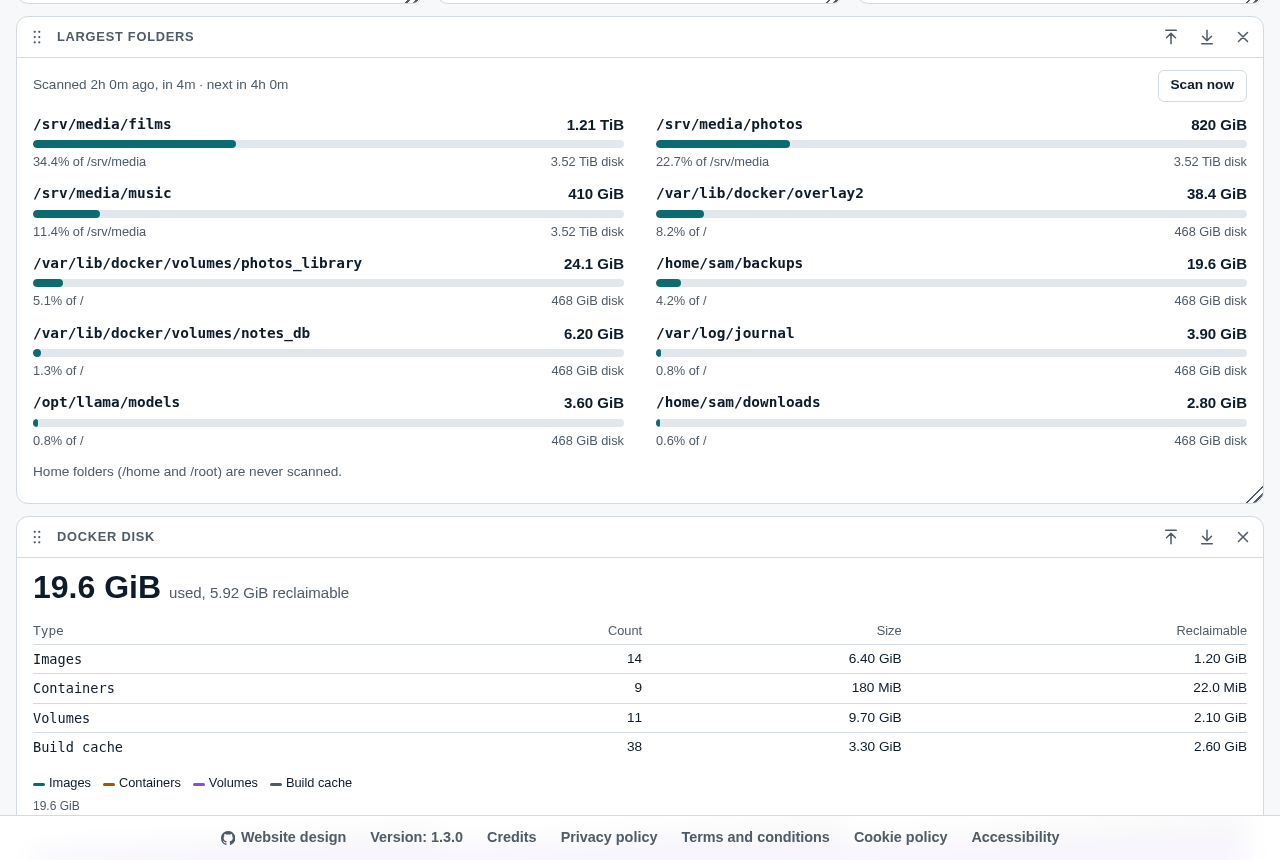 LARGEST FOLDERS
Scanned 2h 0m ago, in 4m · next in 4h 0m
Scan now
/srv/media/films 1.21 TiB
34.4% of /srv/media 3.52 TiB disk
/srv/media/photos 820 GiB
22.7% of /srv/media 3.52 TiB disk
/srv/media/music 410 GiB
11.4% of /srv/media 3.52 TiB disk
/var/lib/docker/overlay2 38.4 GiB
8.2% of / 468 GiB disk
/var/lib/docker/volumes/photos_library 24.1 GiB
5.1% of / 468 GiB disk
/home/sam/backups 19.6 GiB
4.2% of / 468 GiB disk
/var/lib/docker/volumes/notes_db 6.20 GiB
1.3% of / 468 GiB disk
/var/log/journal 3.90 GiB
0.8% of / 468 GiB disk
/opt/llama/models 3.60 GiB
0.8% of / 468 GiB disk
/home/sam/downloads 2.80 GiB
0.6% of / 468 GiB disk
Home folders (/home and /root) are never scanned.
DOCKER DISK
19.6 GiB used, 5.92 GiB reclaimable
Type Count Size Reclaimable
Images 14 6.40 GiB 1.20 GiB
Containers 9 180 MiB 22.0 MiB
Volumes 11 9.70 GiB 2.10 GiB
Build cache 38 3.30 GiB 2.60 GiB
Images Containers Volumes Build cache
19.6 GiB
Website design Version: 1.3.0 Credits Privacy policy Terms and conditions Cookie policy Accessibility